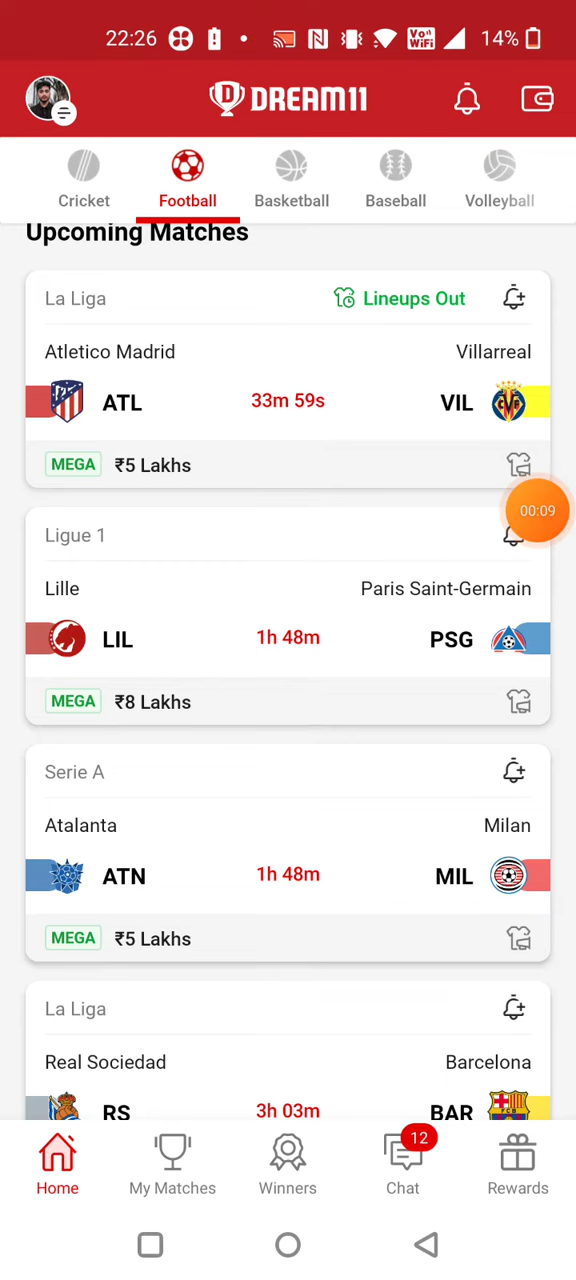 22:26 Vo)) WiFi 14%
DREAM11
Cricket Football Basketball Baseball Volleyball
Upcoming Matches
La Liga Lineups Out
Atletico Madrid Villarreal
ATL 33m 59s VIL
MEGA ₹5 Lakhs
00:09
Ligue 1
Lille Paris Saint-Germain
LIL 1h 48m PSG
MEGA ₹8 Lakhs
Serie A
Atalanta Milan
ATN 1h 48m MIL
MEGA ₹5 Lakhs
La Liga
Real Sociedad Barcelona
RS 3h 03m BAR
12
Home My Matches Winners Chat Rewards